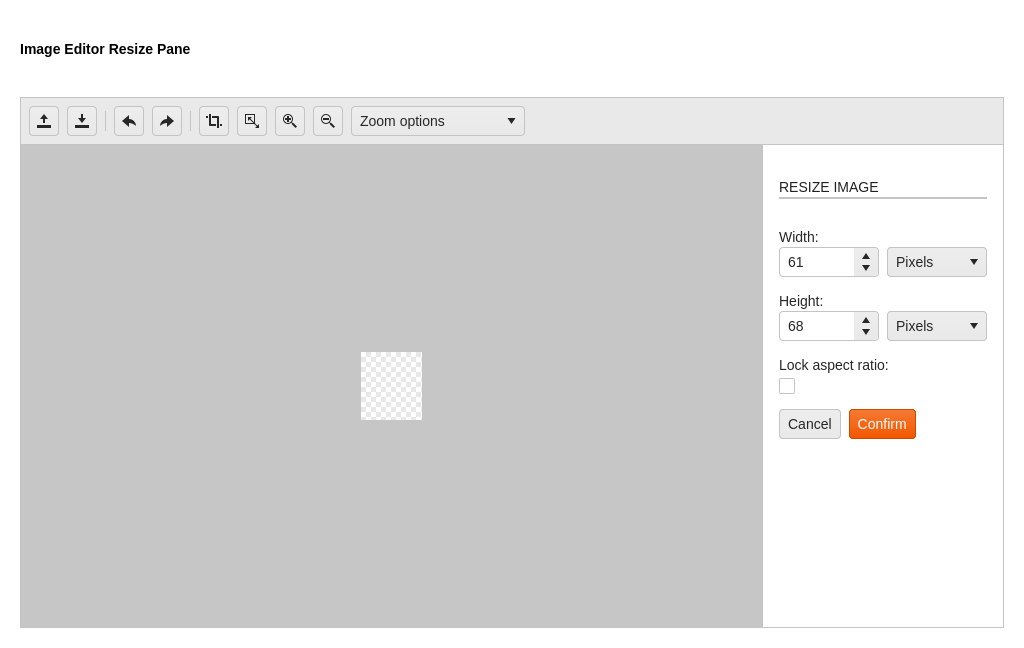 Image Editor Resize Pane
Zoom options
RESIZE IMAGE
Width:
61 Pixels
Height:
68 Pixels
Lock aspect ratio:
Cancel Confirm